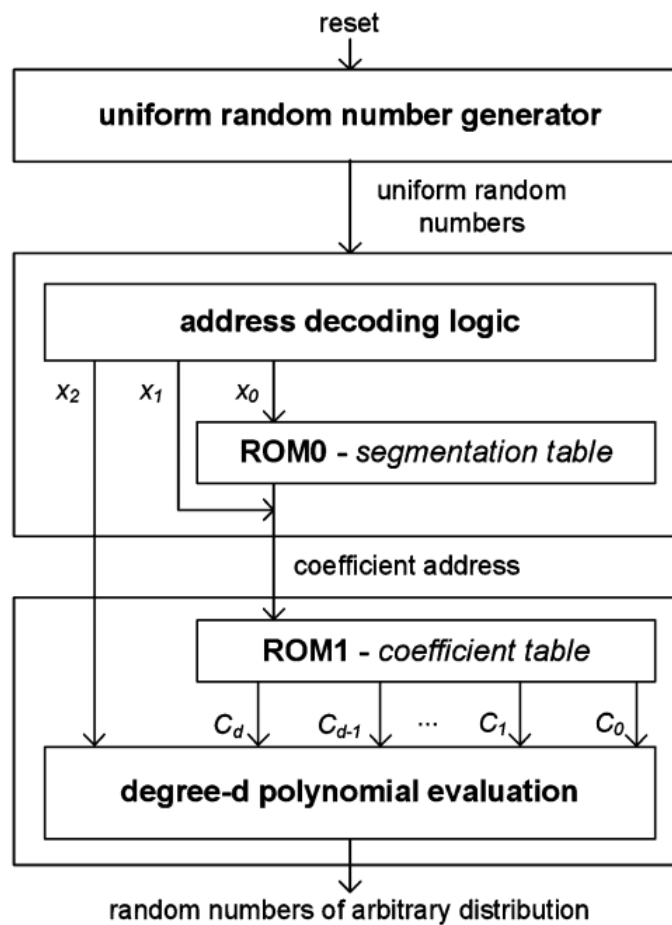 reset
uniform random number generator
uniform random
numbers
address decoding logic
x2 x1 x0
ROM0 - segmentation table
coefficient address
ROM1 - coefficient table
Cd Cd-1 ... C1 C0
degree-d polynomial evaluation
random numbers of arbitrary distribution